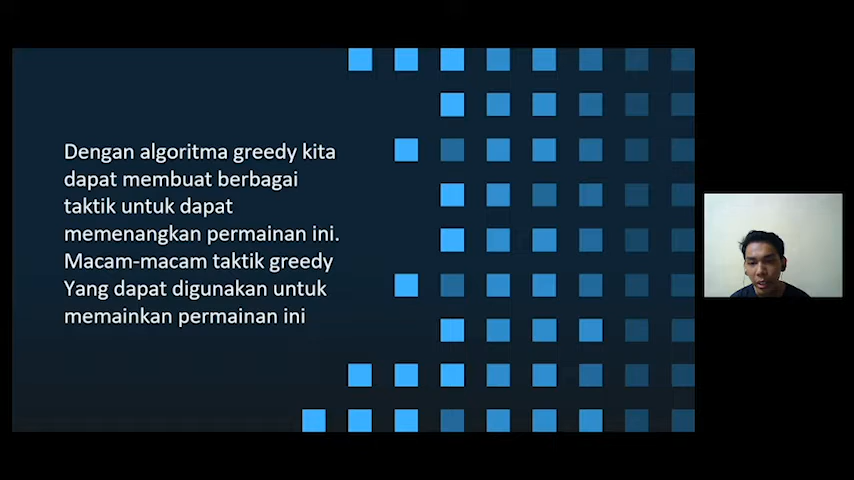 Dengan algoritma greedy kita
dapat membuat berbagai
taktik untuk dapat
memenangkan permainan ini.
Macam-macam taktik greedy
Yang dapat digunakan untuk
memainkan permainan ini